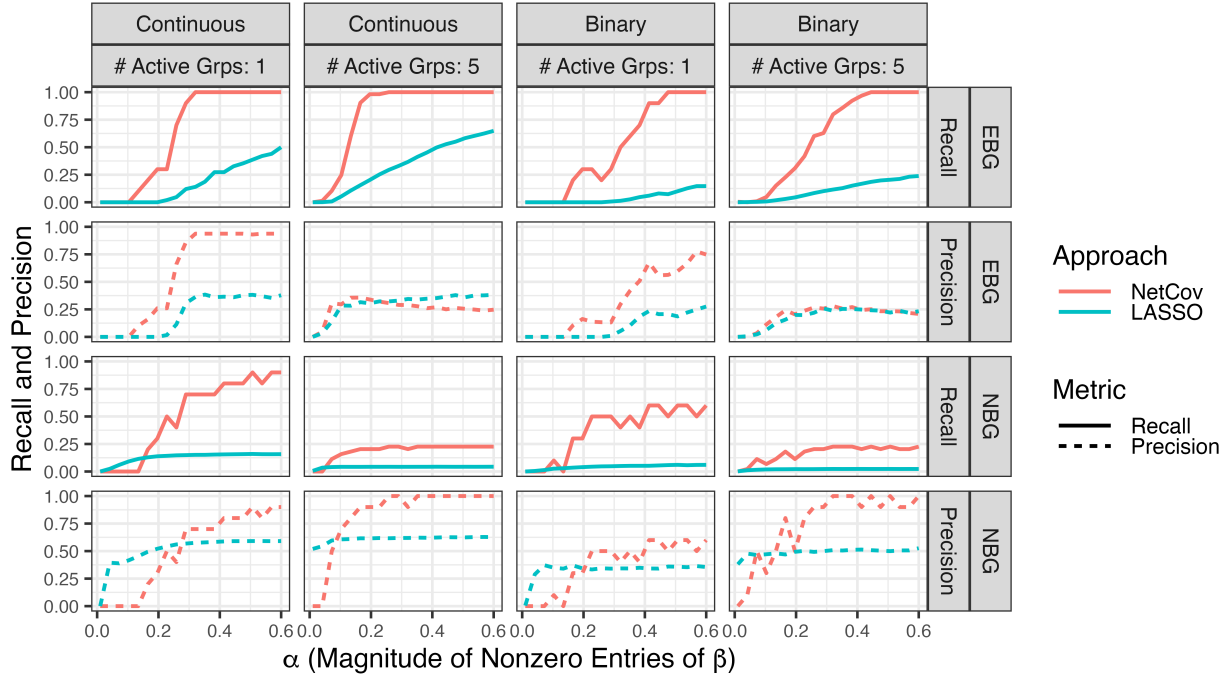 Continuous
Continuous
Binary
Binary
# Active Grps: 1
# Active Grps: 5
# Active Grps: 1
# Active Grps: 5
1.00
0.75
0.50
0.25
0.00
Recall
EBG
1.00
0.75
0.50
0.25
0.00
Precision
EBG
1.00
0.75
0.50
0.25
0.00
Recall
NBG
1.00
0.75
0.50
0.25
0.00
Precision
NBG
Recall and Precision
0.0 0.2 0.4 0.6
0.0 0.2 0.4 0.6
0.0 0.2 0.4 0.6
0.0 0.2 0.4 0.6
α (Magnitude of Nonzero Entries of β)
Approach
NetCov
LASSO
Metric
Recall
Precision